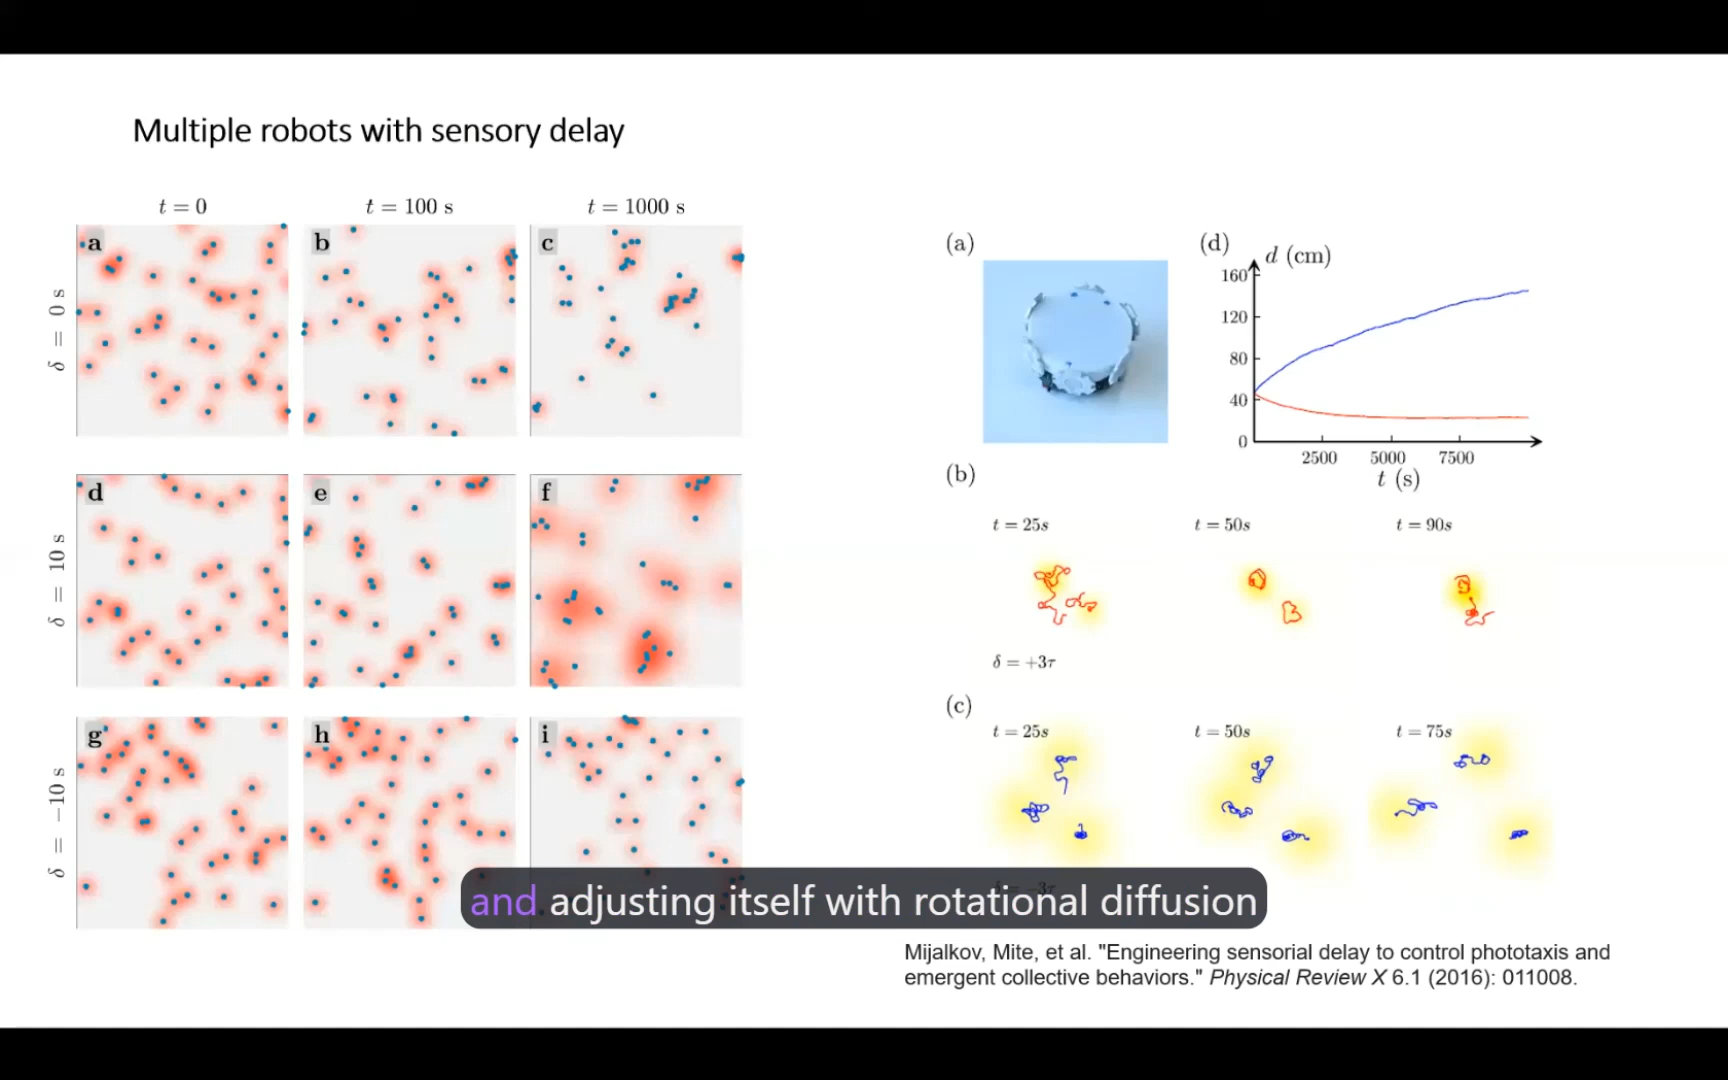 Multiple robots with sensory delay
t = 0
t = 100 s
t = 1000 s
δ = 0 s
a
b
c
δ = 10 s
d
e
f
δ = −10 s
g
h
i
(a)
(d)
d (cm)
160
120
80
40
0
2500 5000 7500
t (s)
(b)
t = 25s
t = 50s
t = 90s
δ = +3τ
(c)
t = 25s
t = 50s
t = 75s
δ = −3τ
and adjusting itself with rotational diffusion
Mijalkov, Mite, et al. "Engineering sensorial delay to control phototaxis and
emergent collective behaviors." Physical Review X 6.1 (2016): 011008.